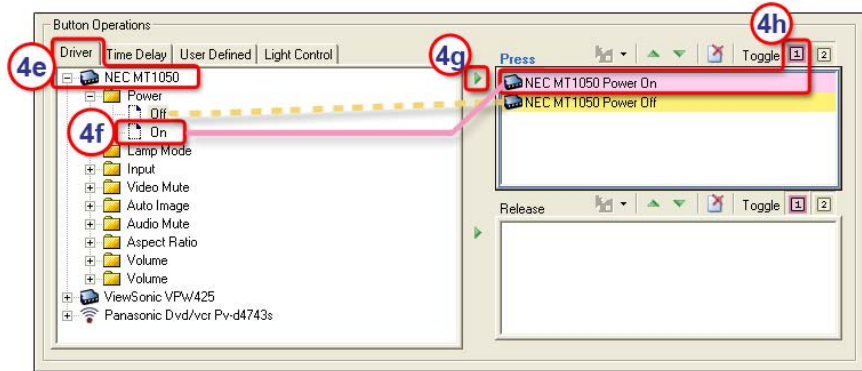 Button Operations
Driver Time Delay User Defined Light Control
4e
NEC MT1050
Power
Off
4f
On
Lamp Mode
Input
Video Mute
Auto Image
Audio Mute
Aspect Ratio
Volume
Volume
ViewSonic VPW425
Panasonic Dvd/vcr Pv-d4743s
4g
4h
Press Toggle 1 2
NEC MT1050 Power On
NEC MT1050 Power Off
Release Toggle 1 2